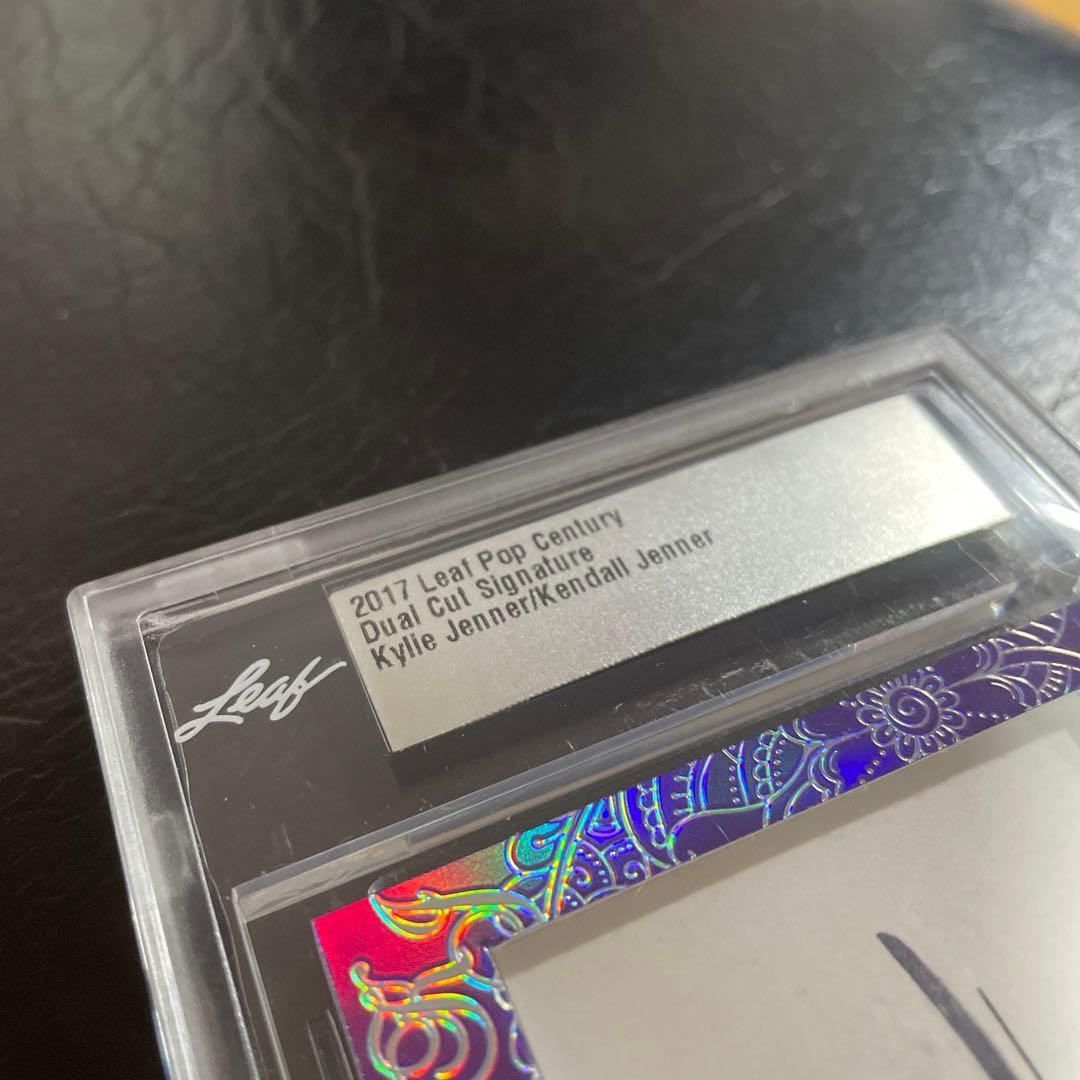 2017 Leaf Pop Century
Dual Cut Signature
Kylie Jenner/Kendall Jenner
Leaf